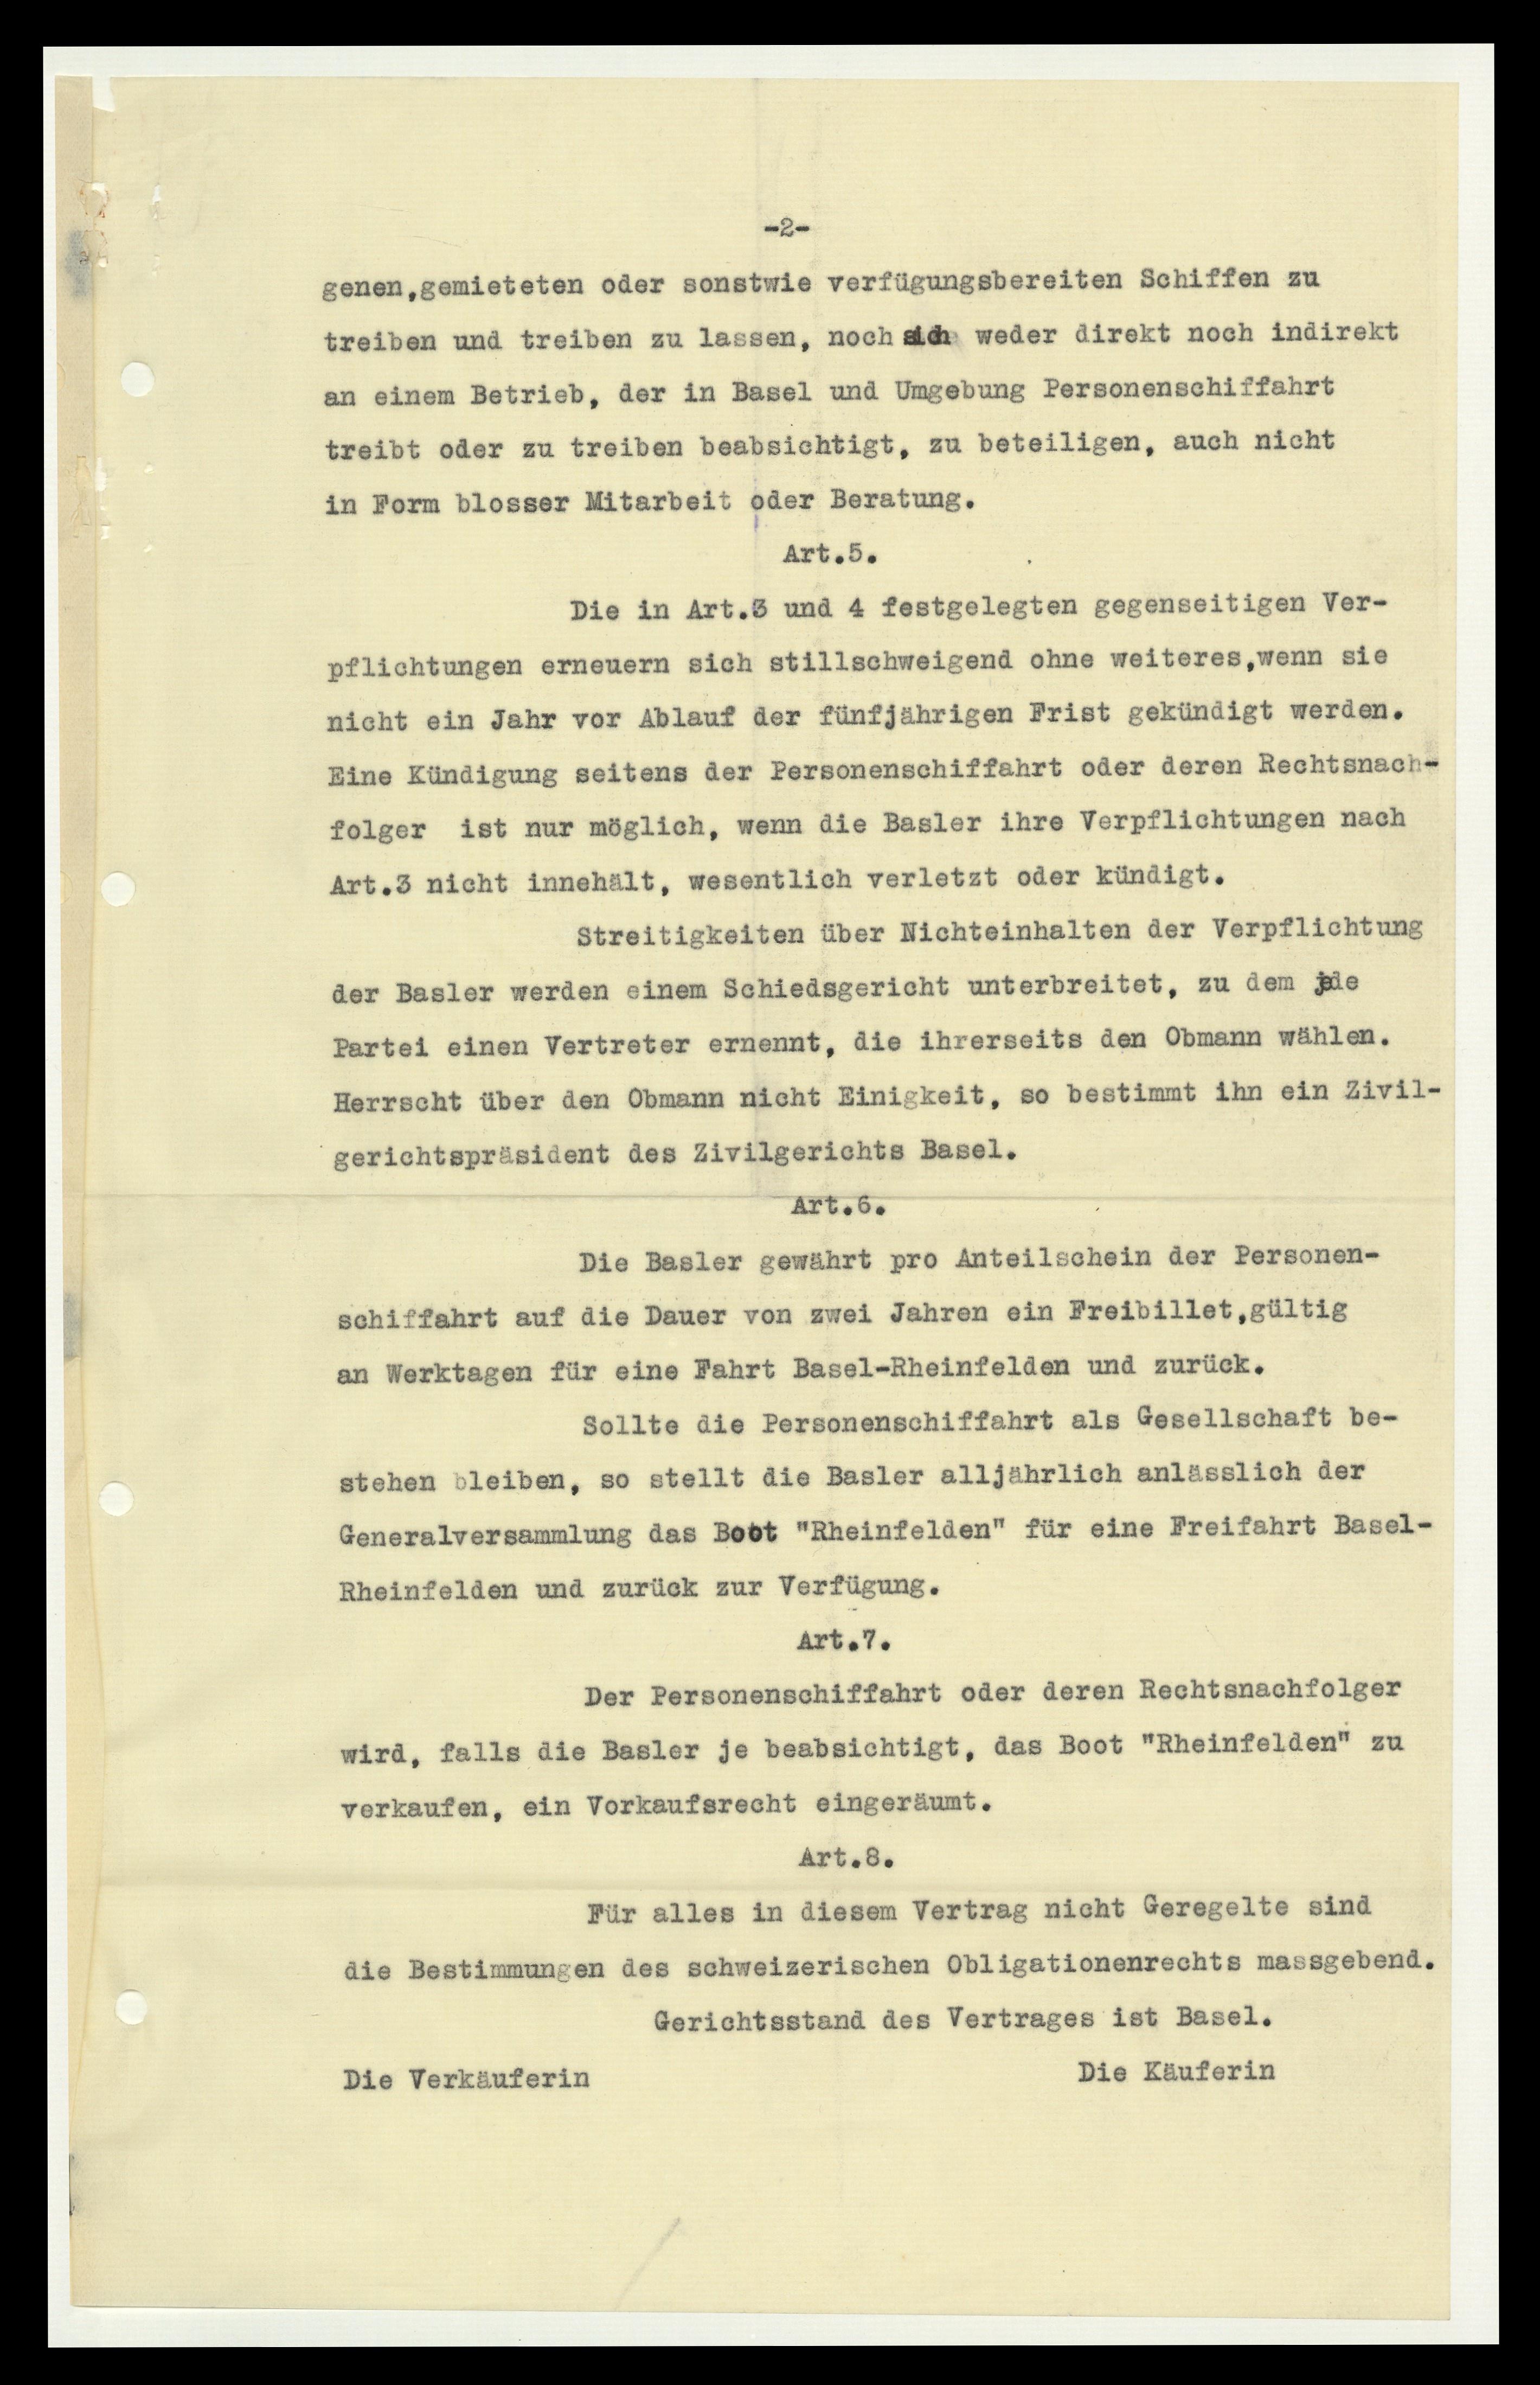 -2-
genen,gemieteten oder sonstwie verfügungsbereiten Schiffen zu
treiben und treiben zu lassen, noch sich weder direkt noch indirekt
an einem Betrieb, der in Basel und Umgebung Personenschiffahrt
treibt oder zu treiben beabsichtigt, zu beteiligen, auch nicht
in Form blosser Mitarbeit oder Beratung.
Art.5.
Die in Art.3 und 4 festgelegten gegenseitigen Ver-
pflichtungen erneuern sich stillschweigend ohne weiteres,wenn sie
nicht ein Jahr vor Ablauf der fünfjährigen Frist gekündigt werden.
Eine Kündigung seitens der Personenschiffahrt oder deren Rechtsnach-
folger ist nur möglich, wenn die Basler ihre Verpflichtungen nach
Art.3 nicht innehält, wesentlich verletzt oder kündigt.
Streitigkeiten über Nichteinhalten der Verpflichtung
der Basler werden einem Schiedsgericht unterbreitet, zu dem jede
Partei einen Vertreter ernennt, die ihrerseits den Obmann wählen.
Herrscht über den Obmann nicht Einigkeit, so bestimmt ihn ein Zivil-
gerichtspräsident des Zivilgerichts Basel.
Art.6.
Die Basler gewährt pro Anteilschein der Personen-
schiffahrt auf die Dauer von zwei Jahren ein Freibillet,gültig
an Werktagen für eine Fahrt Basel-Rheinfelden und zurück.
Sollte die Personenschiffahrt als Gesellschaft be-
stehen bleiben, so stellt die Basler alljährlich anlässlich der
Generalversammlung das Boot "Rheinfelden" für eine Freifahrt Basel-
Rheinfelden und zurück zur Verfügung.
Art.7.
Der Personenschiffahrt oder deren Rechtsnachfolger
wird, falls die Basler je beabsichtigt, das Boot "Rheinfelden" zu
verkaufen, ein Vorkaufsrecht eingeräumt.
Art.8.
Für alles in diesem Vertrag nicht Geregelte sind
die Bestimmungen des schweizerischen Obligationenrechts massgebend.
Gerichtsstand des Vertrages ist Basel.
Die Verkäuferin Die Käuferin